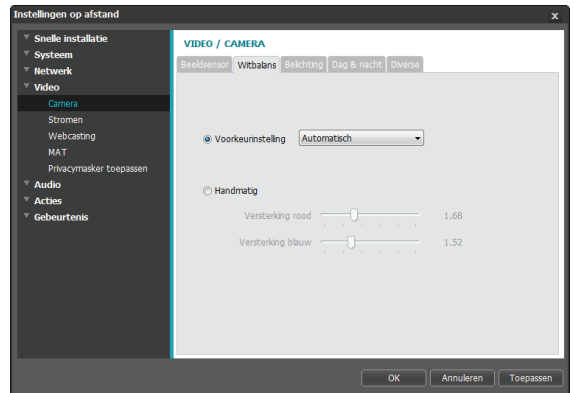 Instellingen op afstand
x
Snelle installatie
Systeem
Netwerk
Video
Camera
Stromen
Webcasting
MAT
Privacymasker toepassen
Audio
Acties
Gebeurtenis
VIDEO / CAMERA
Beeldsensor Witbalans Belichting Dag & nacht Diverse
Voorkeurinstelling Automatisch
Handmatig
Versterking rood 1.68
Versterking blauw 1.52
OK Annuleren Toepassen